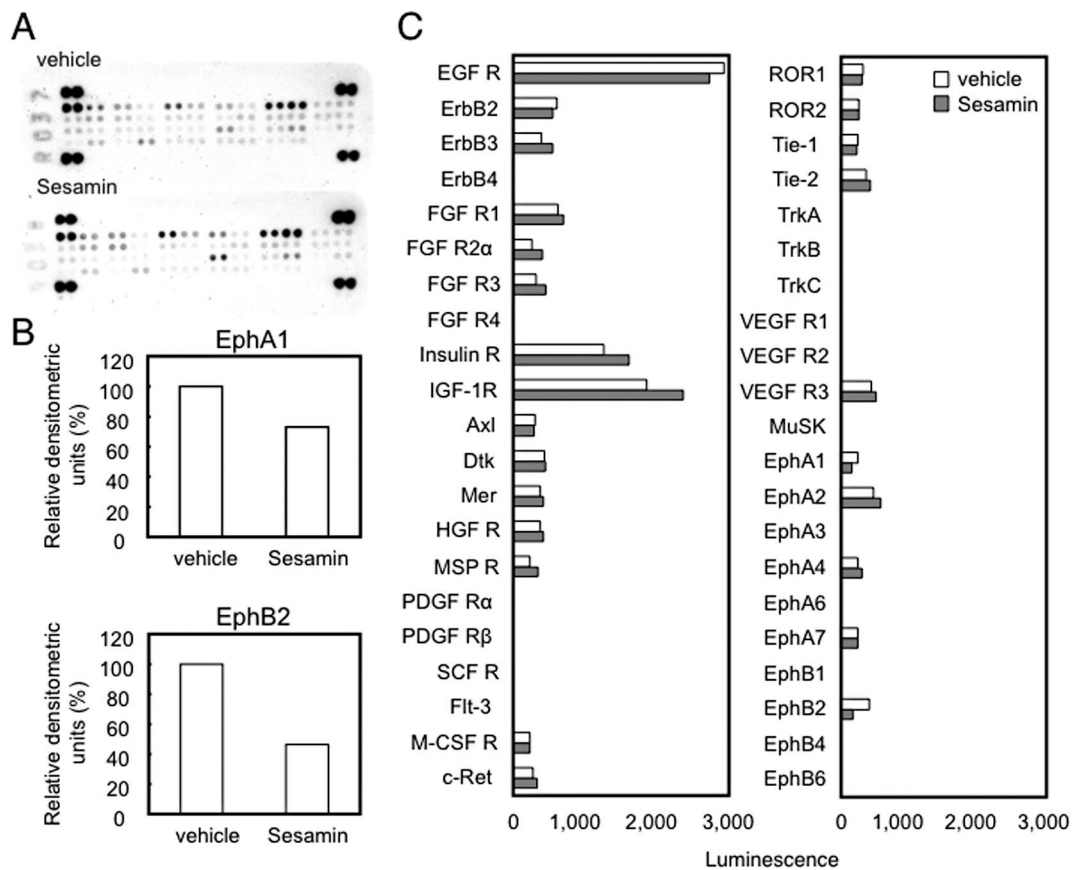 A
vehicle
Sesamin
B
EphA1
Relative densitometric
units (%)
120
100
80
60
40
20
0
vehicle
Sesamin
EphB2
Relative densitometric
units (%)
120
100
80
60
40
20
0
vehicle
Sesamin
C
EGF R
ErbB2
ErbB3
ErbB4
FGF R1
FGF R2α
FGF R3
FGF R4
Insulin R
IGF-1R
Axl
Dtk
Mer
HGF R
MSP R
PDGF Rα
PDGF Rβ
SCF R
Flt-3
M-CSF R
c-Ret
0 1,000 2,000 3,000
ROR1
ROR2
Tie-1
Tie-2
TrkA
TrkB
TrkC
VEGF R1
VEGF R2
VEGF R3
MuSK
EphA1
EphA2
EphA3
EphA4
EphA6
EphA7
EphB1
EphB2
EphB4
EphB6
vehicle
Sesamin
0 1,000 2,000 3,000
Luminescence